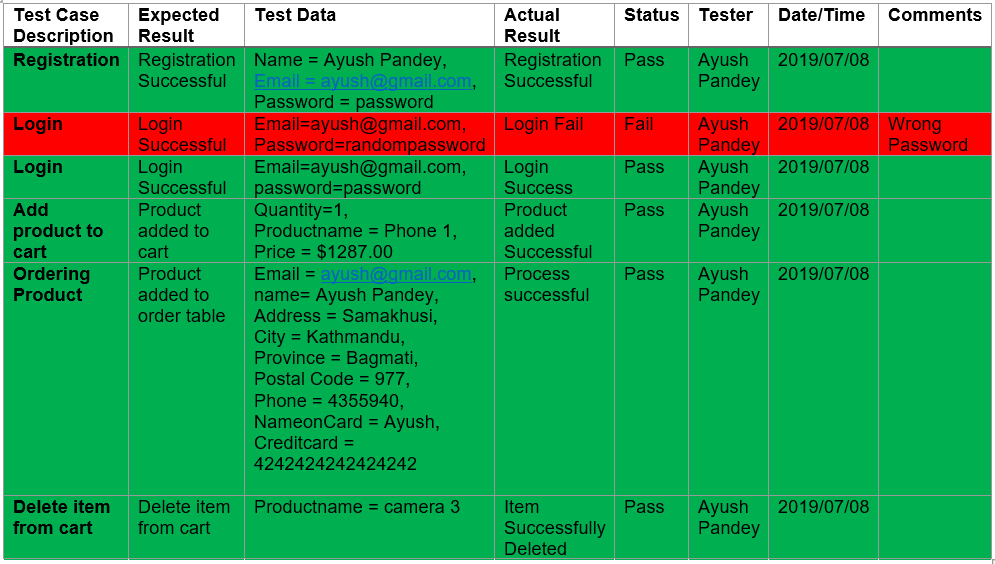 Test Case Description | Expected Result | Test Data | Actual Result | Status | Tester | Date/Time | Comments
Registration | Registration Successful | Name = Ayush Pandey, Email = ayush@gmail.com, Password = password | Registration Successful | Pass | Ayush Pandey | 2019/07/08 |
Login | Login Successful | Email=ayush@gmail.com, Password=randompassword | Login Fail | Fail | Ayush Pandey | 2019/07/08 | Wrong Password
Login | Login Successful | Email=ayush@gmail.com, password=password | Login Success | Pass | Ayush Pandey | 2019/07/08 |
Add product to cart | Product added to cart | Quantity=1, Productname = Phone 1, Price = $1287.00 | Product added Successful | Pass | Ayush Pandey | 2019/07/08 |
Ordering Product | Product added to order table | Email = ayush@gmail.com, name= Ayush Pandey, Address = Samakhusi, City = Kathmandu, Province = Bagmati, Postal Code = 977, Phone = 4355940, NameonCard = Ayush, Creditcard = 4242424242424242 | Process successful | Pass | Ayush Pandey | 2019/07/08 |
Delete item from cart | Delete item from cart | Productname = camera 3 | Item Successfully Deleted | Pass | Ayush Pandey | 2019/07/08 |